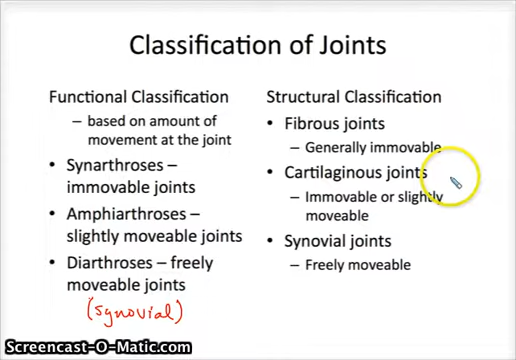 Classification of Joints
Functional Classification
– based on amount of
movement at the joint
• Synarthroses –
immovable joints
• Amphiarthroses –
slightly moveable joints
• Diarthroses – freely
moveable joints
(synovial)
Structural Classification
• Fibrous joints
– Generally immovable
• Cartilaginous joints
– Immovable or slightly
moveable
• Synovial joints
– Freely moveable
Screencast-O-Matic.com